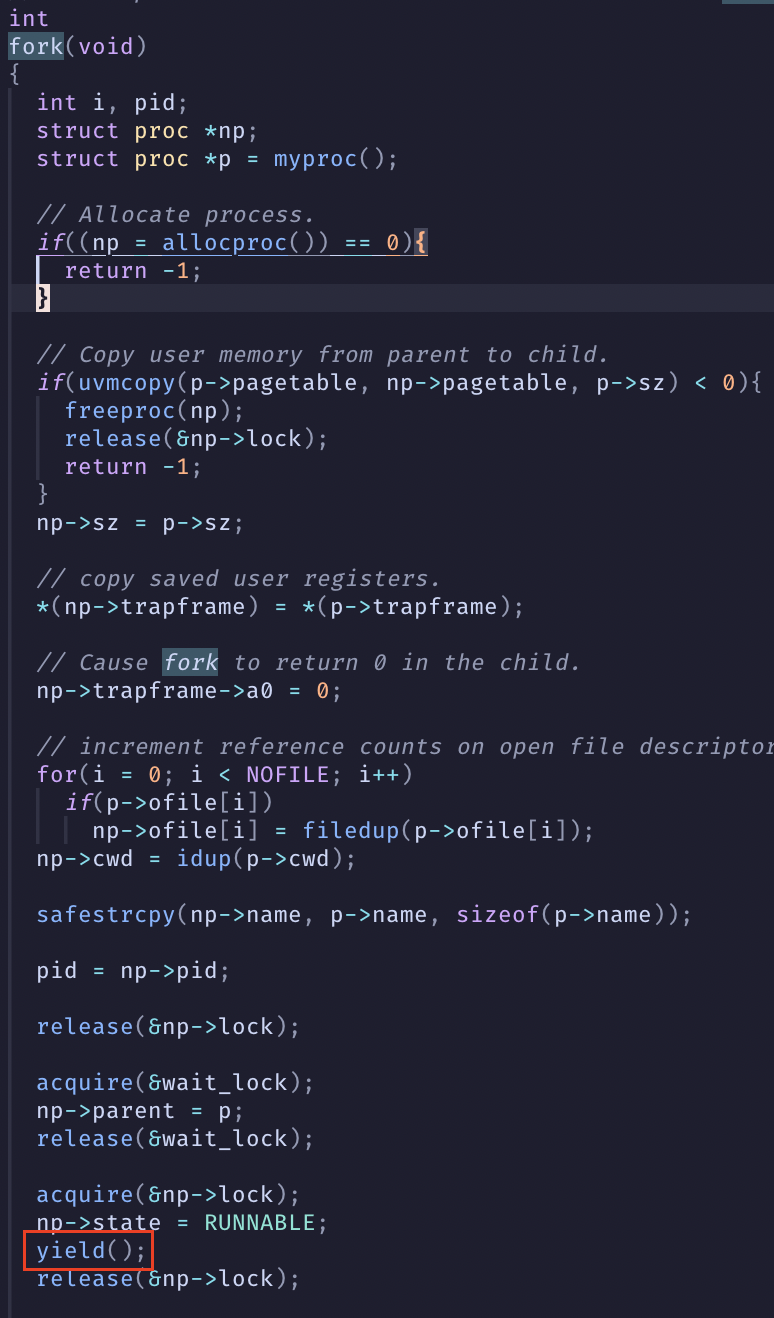 int
fork(void)
{
  int i, pid;
  struct proc *np;
  struct proc *p = myproc();
  // Allocate process.
  if((np = allocproc()) == 0){
    return -1;
  }
  // Copy user memory from parent to child.
  if(uvmcopy(p->pagetable, np->pagetable, p->sz) < 0){
    freeproc(np);
    release(&np->lock);
    return -1;
  }
  np->sz = p->sz;
  // copy saved user registers.
  *(np->trapframe) = *(p->trapframe);
  // Cause fork to return 0 in the child.
  np->trapframe->a0 = 0;
  // increment reference counts on open file descriptor
  for(i = 0; i < NOFILE; i++)
    if(p->ofile[i])
      np->ofile[i] = filedup(p->ofile[i]);
  np->cwd = idup(p->cwd);
  safestrcpy(np->name, p->name, sizeof(p->name));
  pid = np->pid;
  release(&np->lock);
  acquire(&wait_lock);
  np->parent = p;
  release(&wait_lock);
  acquire(&np->lock);
  np->state = RUNNABLE;
  yield();
  release(&np->lock);